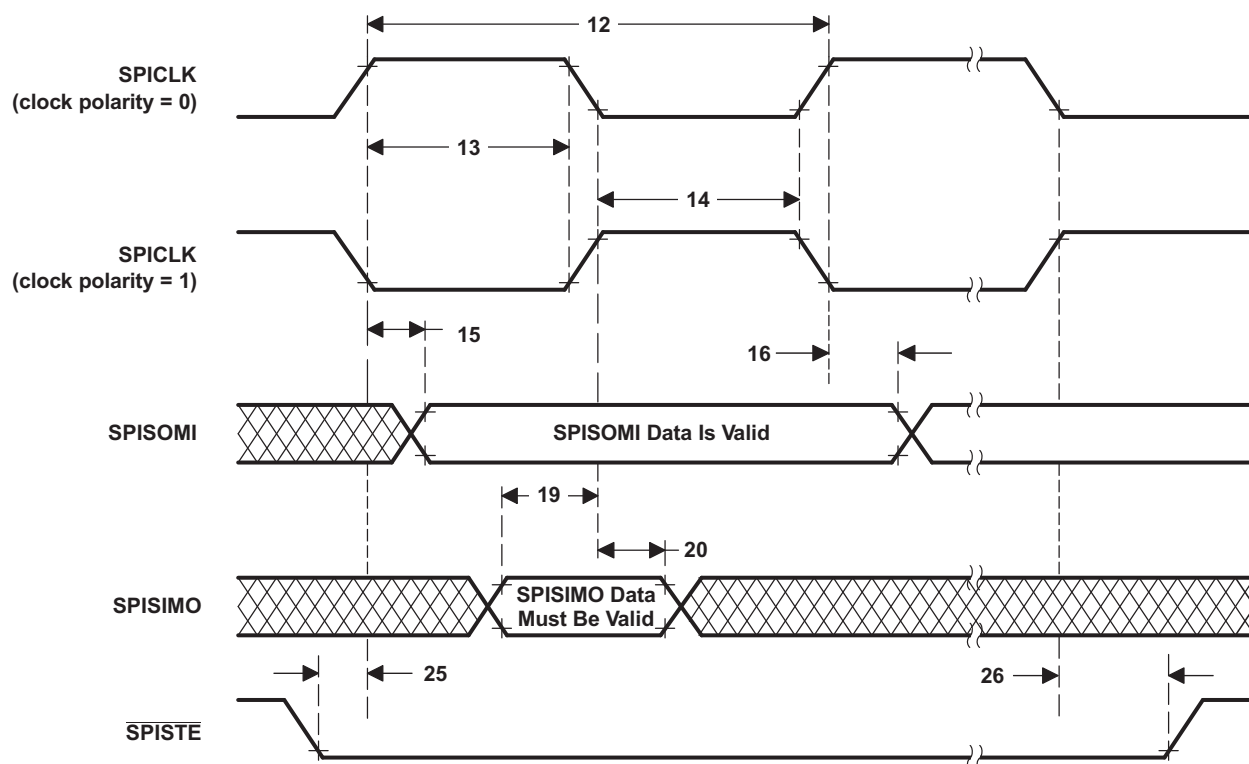 12
SPICLK
(clock polarity = 0)
13
14
SPICLK
(clock polarity = 1)
15
16
SPISOMI
SPISOMI Data Is Valid
19
20
SPISIMO
SPISIMO Data
Must Be Valid
25
26
SPISTE